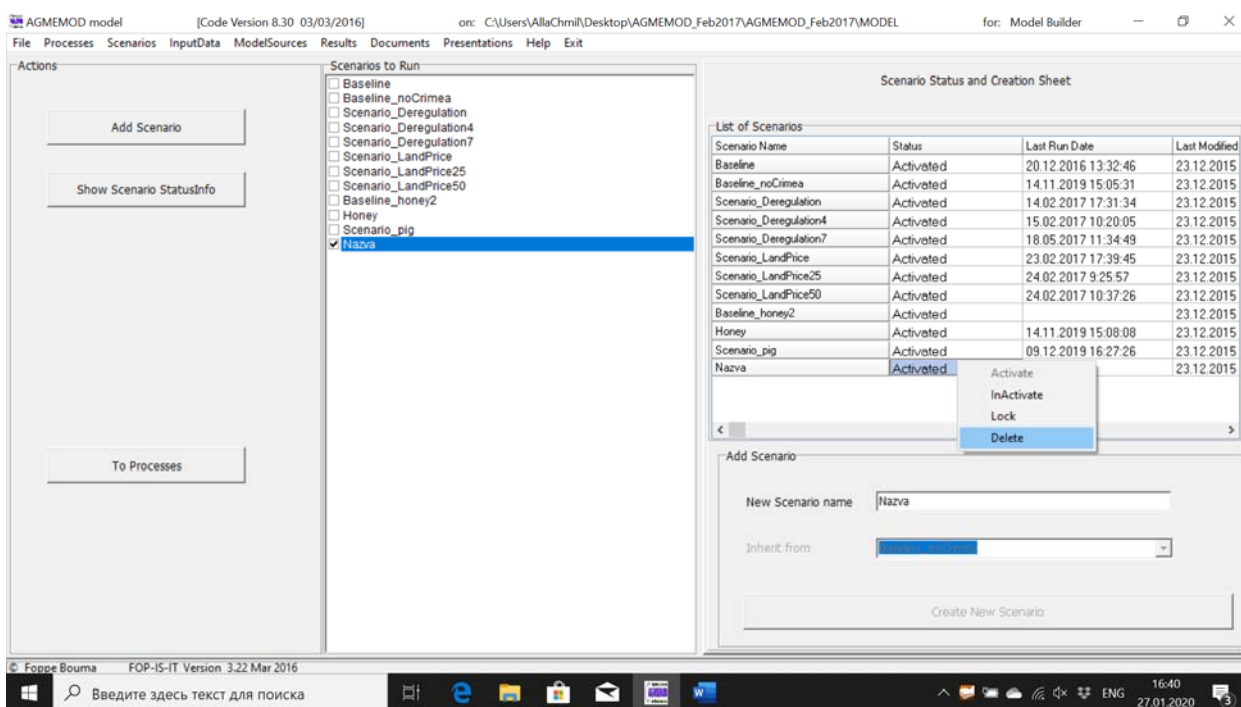 AGMEMOD model [Code Version 8.30 03/03/2016] on: C:\Users\AllaChmil\Desktop\AGMEMOD_Feb2017\AGMEMOD_Feb2017\MODEL for: Model Builder
File Processes Scenarios InputData ModelSources Results Documents Presentations Help Exit
Actions
Add Scenario
Show Scenario StatusInfo
To Processes
Scenarios to Run
Baseline
Baseline_noCrimea
Scenario_Deregulation
Scenario_Deregulation4
Scenario_Deregulation7
Scenario_LandPrice
Scenario_LandPrice25
Scenario_LandPrice50
Baseline_honey2
Honey
Scenario_pig
Nazva
Scenario Status and Creation Sheet
List of Scenarios
Scenario Name Status Last Run Date Last Modified
Baseline Activated 20.12.2016 13:32:46 23.12.2015
Baseline_noCrimea Activated 14.11.2019 15:05:31 23.12.2015
Scenario_Deregulation Activated 14.02.2017 17:31:34 23.12.2015
Scenario_Deregulation4 Activated 15.02.2017 10:20:05 23.12.2015
Scenario_Deregulation7 Activated 18.05.2017 11:34:49 23.12.2015
Scenario_LandPrice Activated 23.02.2017 17:39:45 23.12.2015
Scenario_LandPrice25 Activated 24.02.2017 9:25:57 23.12.2015
Scenario_LandPrice50 Activated 24.02.2017 10:37:26 23.12.2015
Baseline_honey2 Activated 23.12.2015
Honey Activated 14.11.2019 15:08:08 23.12.2015
Scenario_pig Activated 09.12.2019 16:27:26 23.12.2015
Nazva Activated 23.12.2015
Activate
InActivate
Lock
Delete
Add Scenario
New Scenario name Nazva
Inherit from
Create New Scenario
© Foppe Bouma FOP-IS-IT Version 3.22 Mar 2016
Введите здесь текст для поиска
ENG
16:40
27.01.2020
3